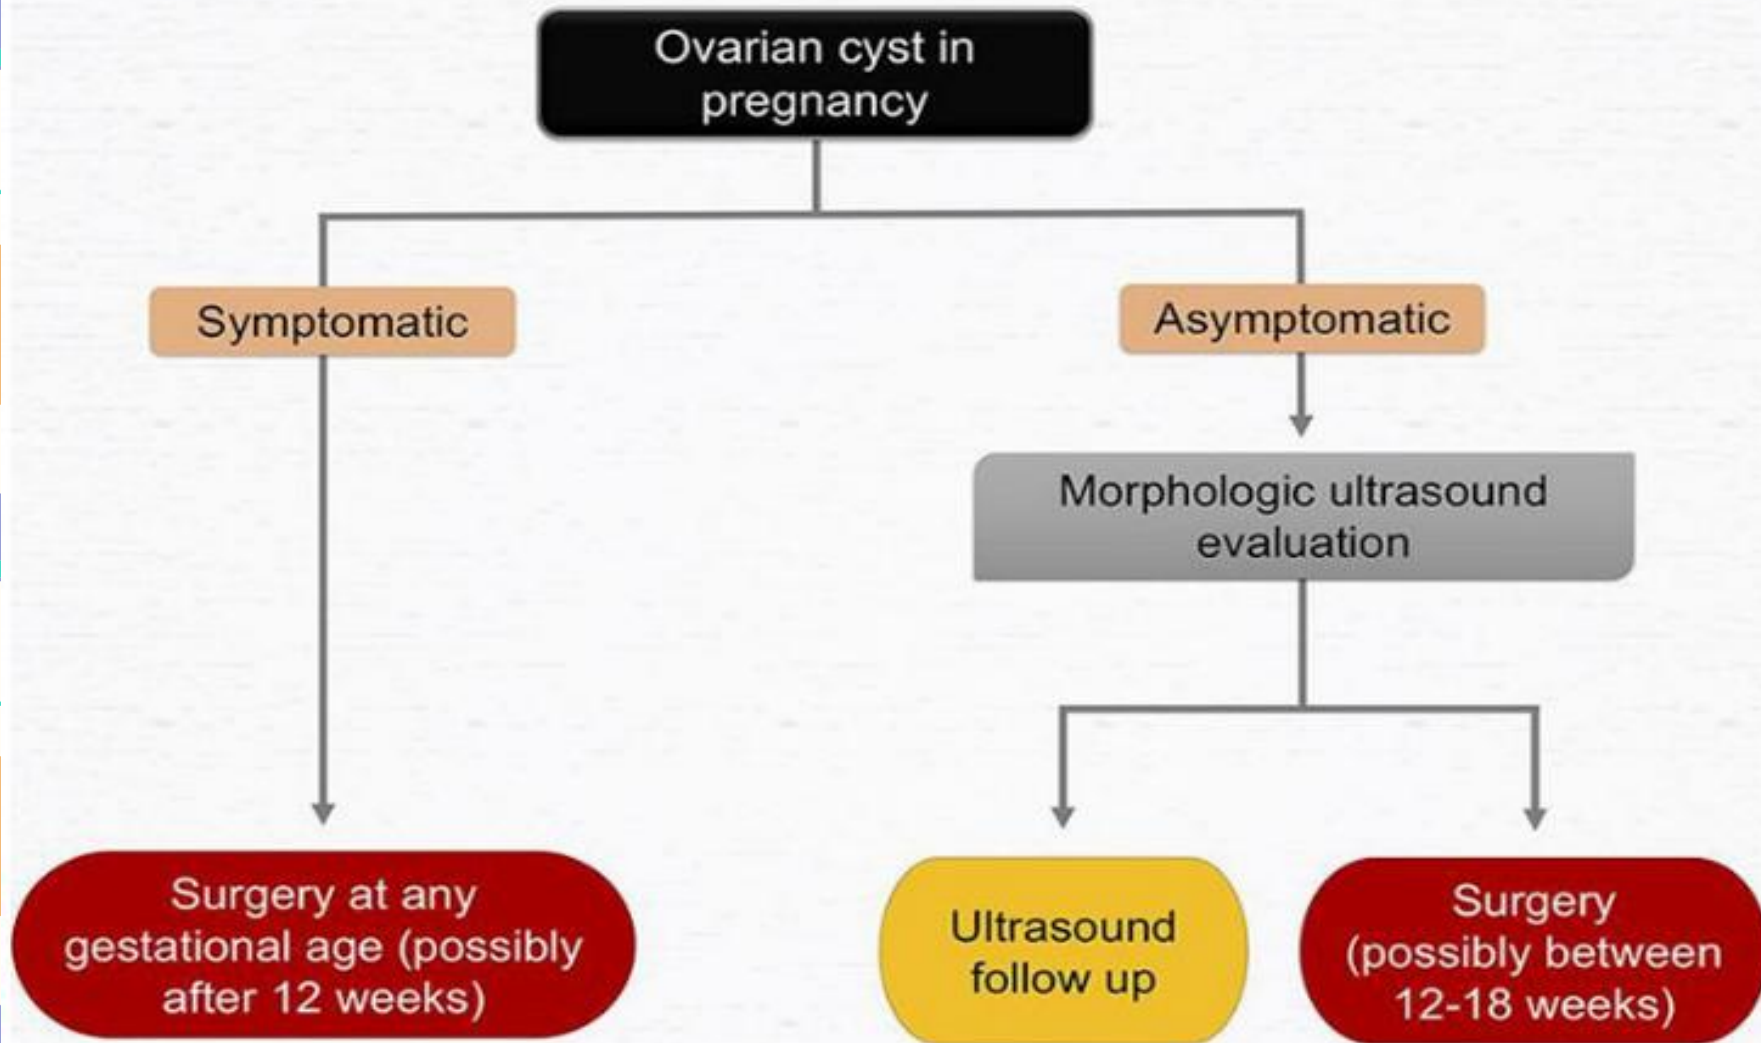 Ovarian cyst in
pregnancy
Symptomatic
Asymptomatic
Morphologic ultrasound
evaluation
Surgery at any
gestational age (possibly
after 12 weeks)
Ultrasound
follow up
Surgery
(possibly between
12-18 weeks)